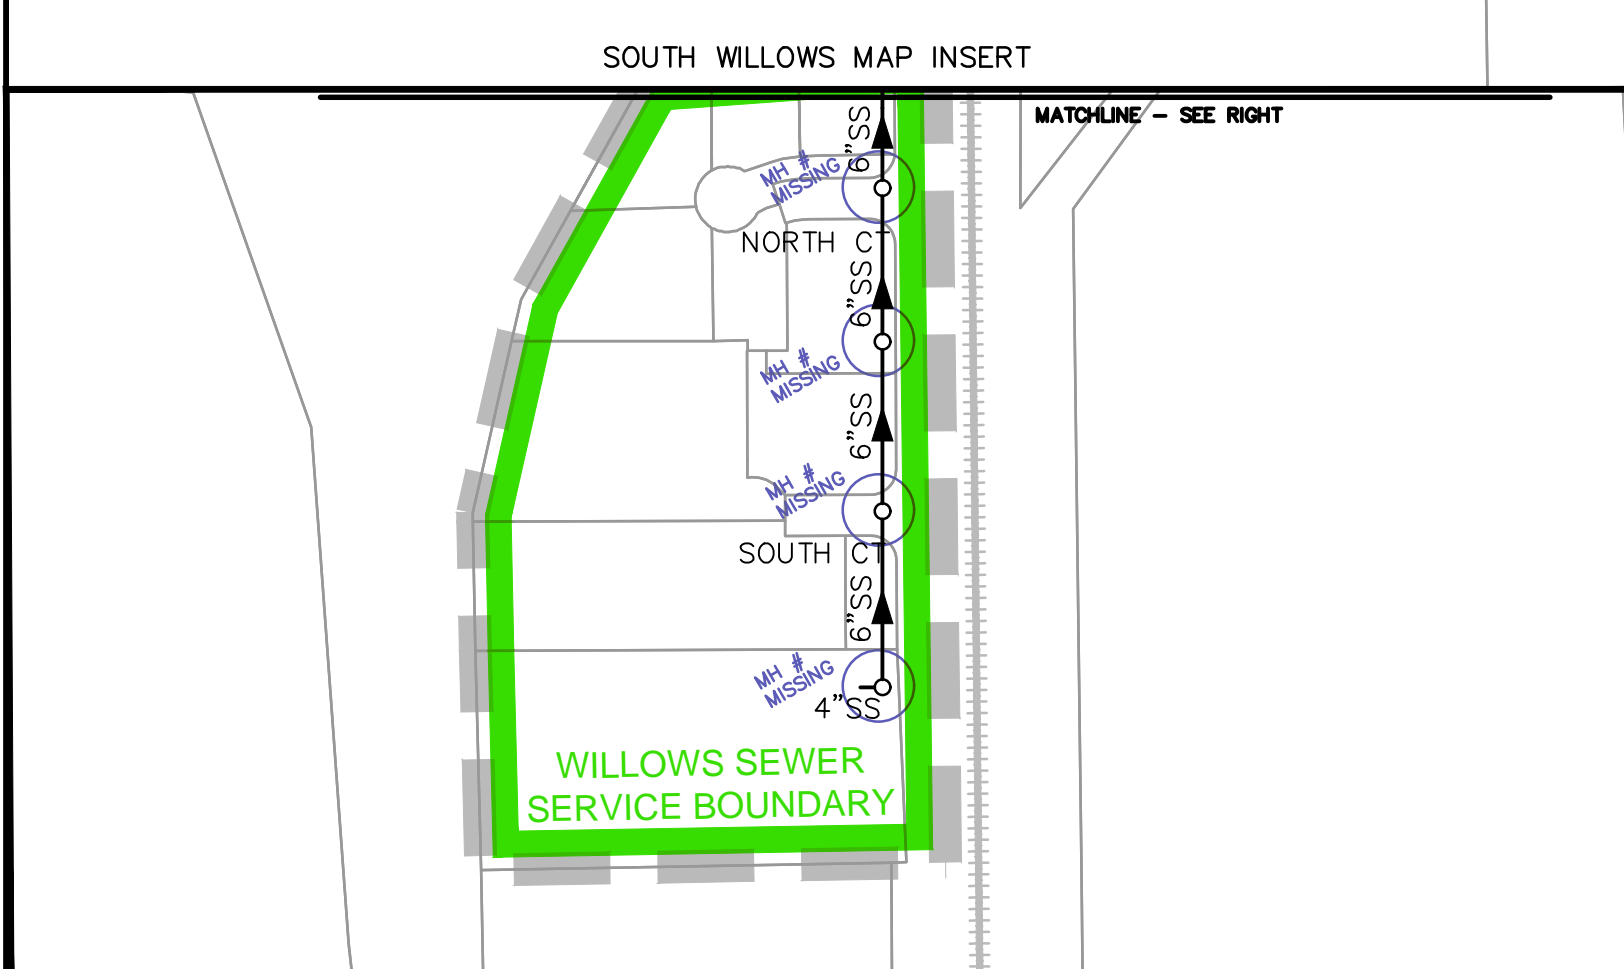 SOUTH WILLOWS MAP INSERT
MATCHLINE - SEE RIGHT
6"SS
MH #
MISSING
NORTH CT
6"SS
MH #
MISSING
6"SS
MH #
MISSING
SOUTH CT
6"SS
MH #
MISSING
4"SS
WILLOWS SEWER
SERVICE BOUNDARY